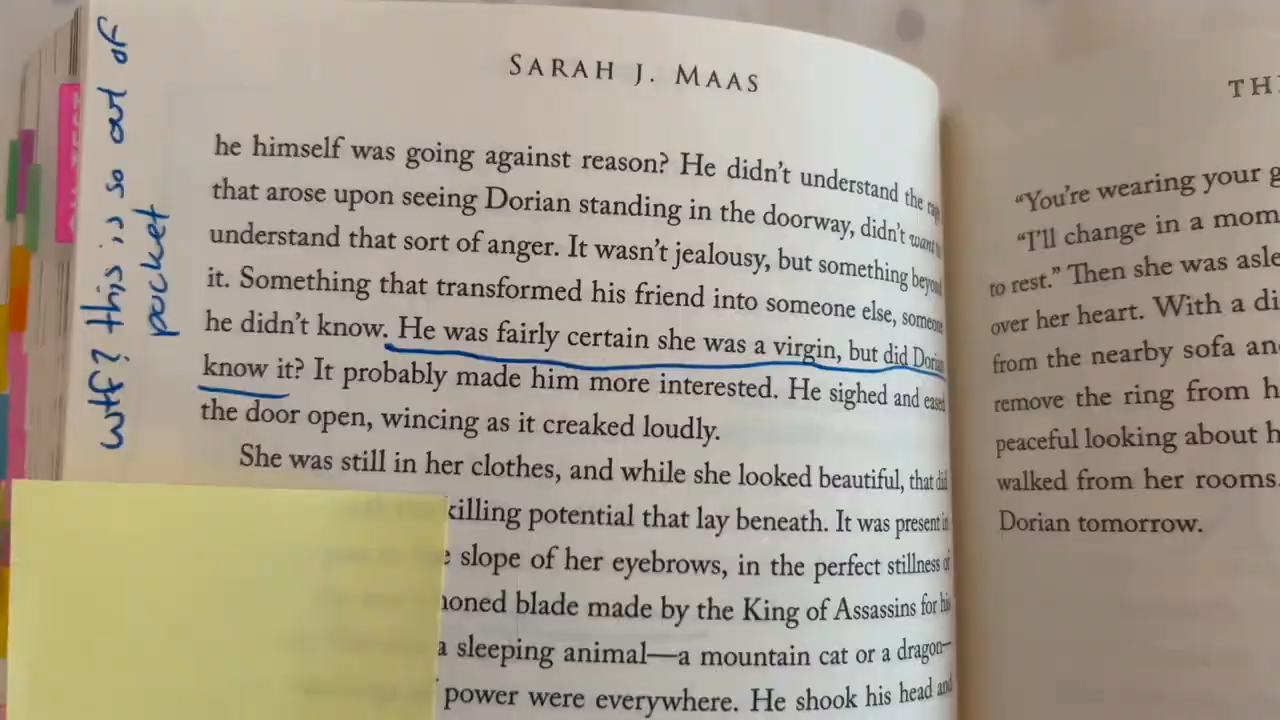 wtf? this is so out of
pocket
SARAH J. MAAS
he himself was going against reason? He didn't understand the rage
that arose upon seeing Dorian standing in the doorway, didn't want to
understand that sort of anger. It wasn't jealousy, but something beyond
it. Something that transformed his friend into someone else, someone
he didn't know. He was fairly certain she was a virgin, but did Dorian
know it? It probably made him more interested. He sighed and eased
the door open, wincing as it creaked loudly.
She was still in her clothes, and while she looked beautiful, that did
killing potential that lay beneath. It was present in
slope of her eyebrows, in the perfect stillness of
honed blade made by the King of Assassins for his
a sleeping animal—a mountain cat or a dragon—
power were everywhere. He shook his head and
TH
"You're wearing your g
"I'll change in a mom
to rest." Then she was asle
over her heart. With a di
from the nearby sofa an
remove the ring from h
peaceful looking about h
walked from her rooms.
Dorian tomorrow.